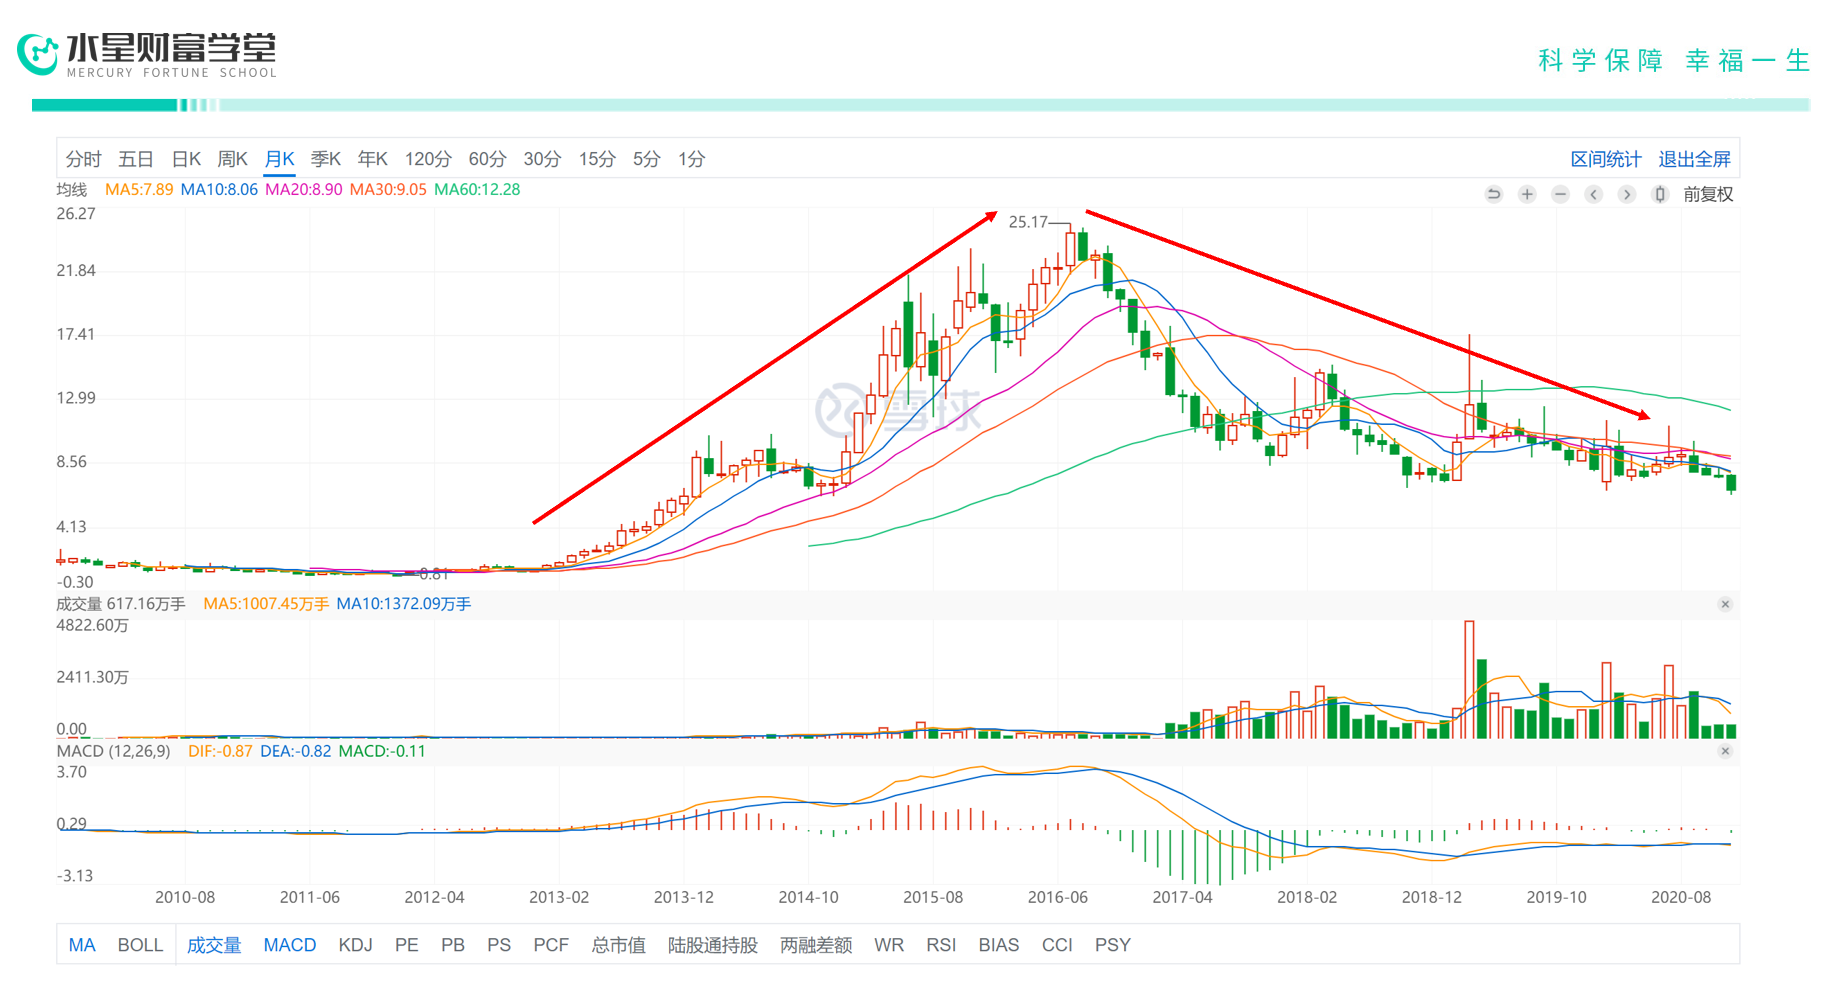 水星财富学堂
MERCURY FORTUNE SCHOOL
科学保障 幸福一生
分时 五日 日K 周K 月K 季K 年K 120分 60分 30分 15分 5分 1分 区间统计 退出全屏
均线 MA5:7.89 MA10:8.06 MA20:8.90 MA30:9.05 MA60:12.28 前复权
26.27
25.17
21.84
17.41
12.99
雪球
8.56
4.13
0.81
-0.30
成交量 617.16万手 MA5:1007.45万手 MA10:1372.09万手
4822.60万
2411.30万
0.00
MACD (12,26,9) DIF:-0.87 DEA:-0.82 MACD:-0.11
3.70
0.29
-3.13
2010-08 2011-06 2012-04 2013-02 2013-12 2014-10 2015-08 2016-06 2017-04 2018-02 2018-12 2019-10 2020-08
MA BOLL 成交量 MACD KDJ PE PB PS PCF 总市值 陆股通持股 两融差额 WR RSI BIAS CCI PSY